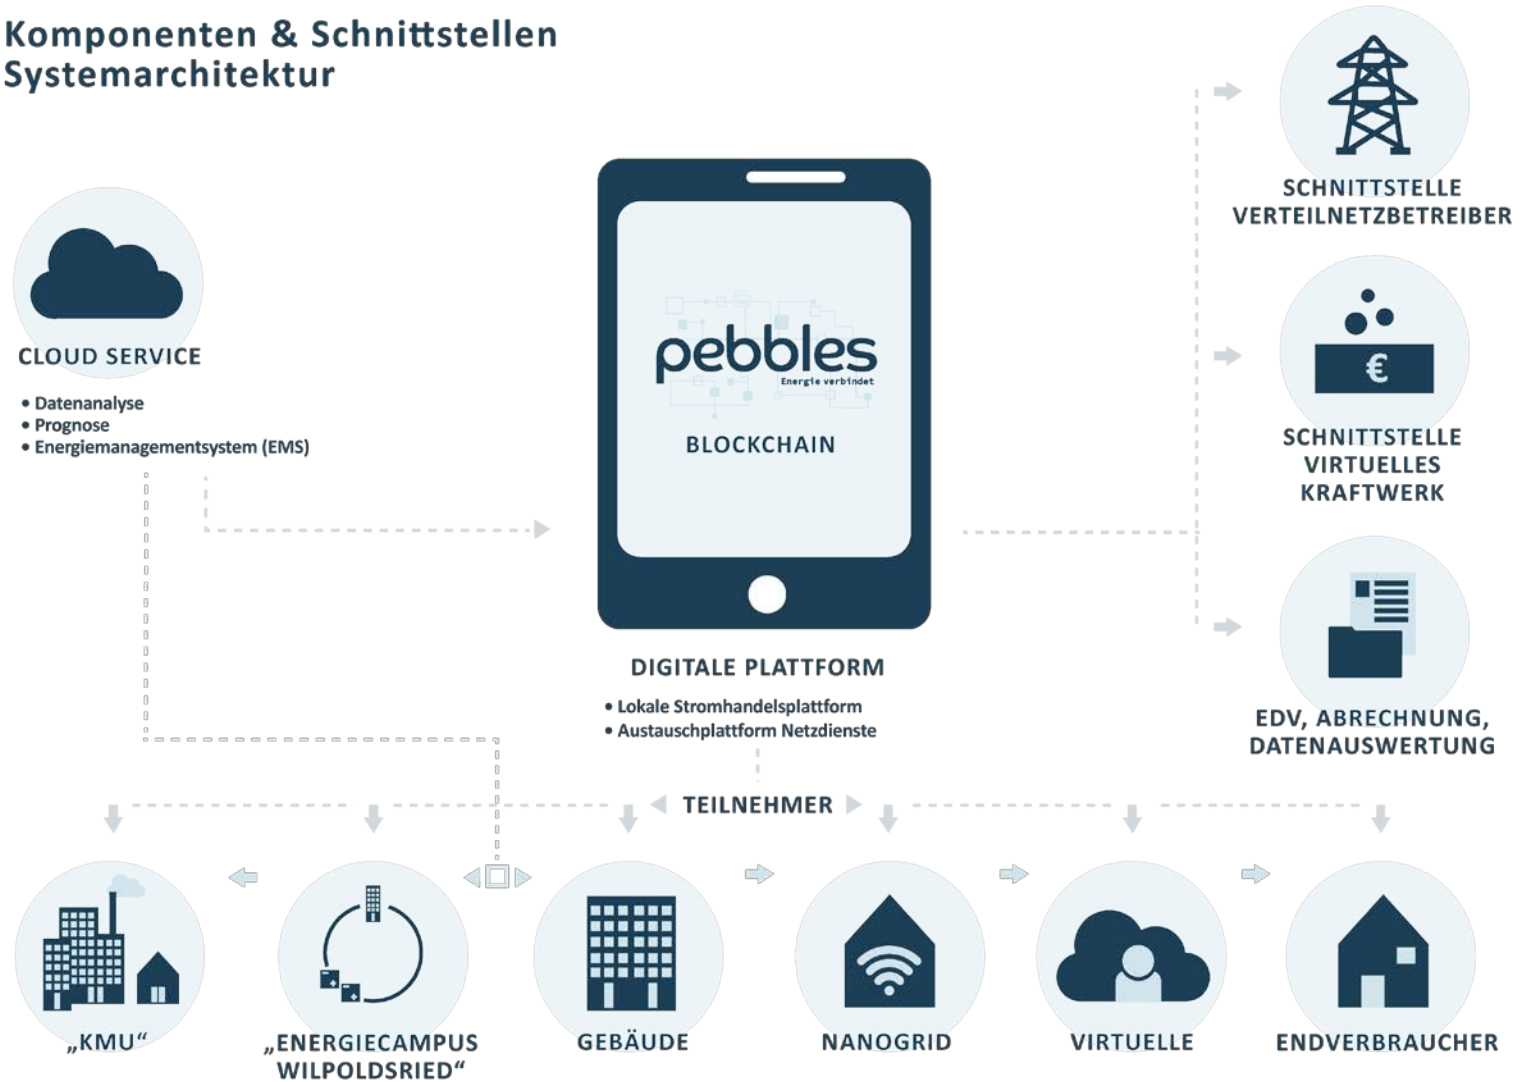 Komponenten & Schnittstellen
Systemarchitektur
CLOUD SERVICE
• Datenanalyse
• Prognose
• Energiemanagementsystem (EMS)
pebbles
Energie verbindet
BLOCKCHAIN
DIGITALE PLATTFORM
• Lokale Stromhandelsplattform
• Austauschplattform Netzdienste
SCHNITTSTELLE
VERTEILNETZBETREIBER
€
SCHNITTSTELLE
VIRTUELLES
KRAFTWERK
EDV, ABRECHNUNG,
DATENAUSWERTUNG
TEILNEHMER
„KMU“
„ENERGIECAMPUS
WILPOLDSRIED“
GEBÄUDE
NANOGRID
VIRTUELLE
ENDVERBRAUCHER